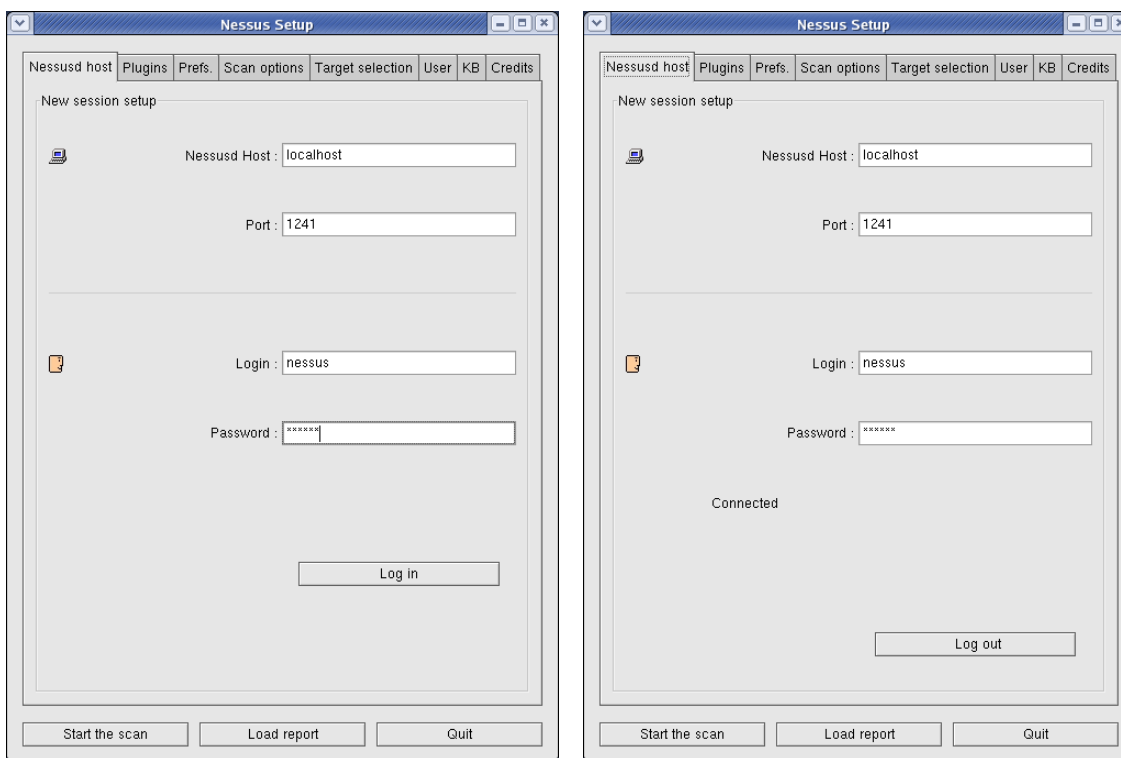 Nessus Setup
Nessusd host Plugins Prefs. Scan options Target selection User KB Credits
New session setup
Nessusd Host : localhost
Port : 1241
Login : nessus
Password : ******
Log in
Start the scan Load report Quit
Nessus Setup
Nessusd host Plugins Prefs. Scan options Target selection User KB Credits
New session setup
Nessusd Host : localhost
Port : 1241
Login : nessus
Password : ******
Connected
Log out
Start the scan Load report Quit